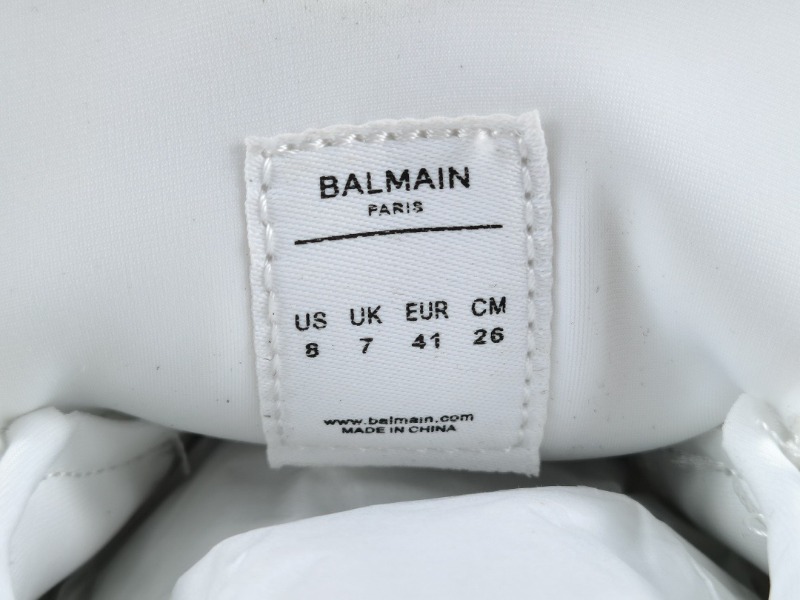 BALMAIN
PARIS
US UK EUR CM
8 7 41 26
www.balmain.com
MADE IN CHINA